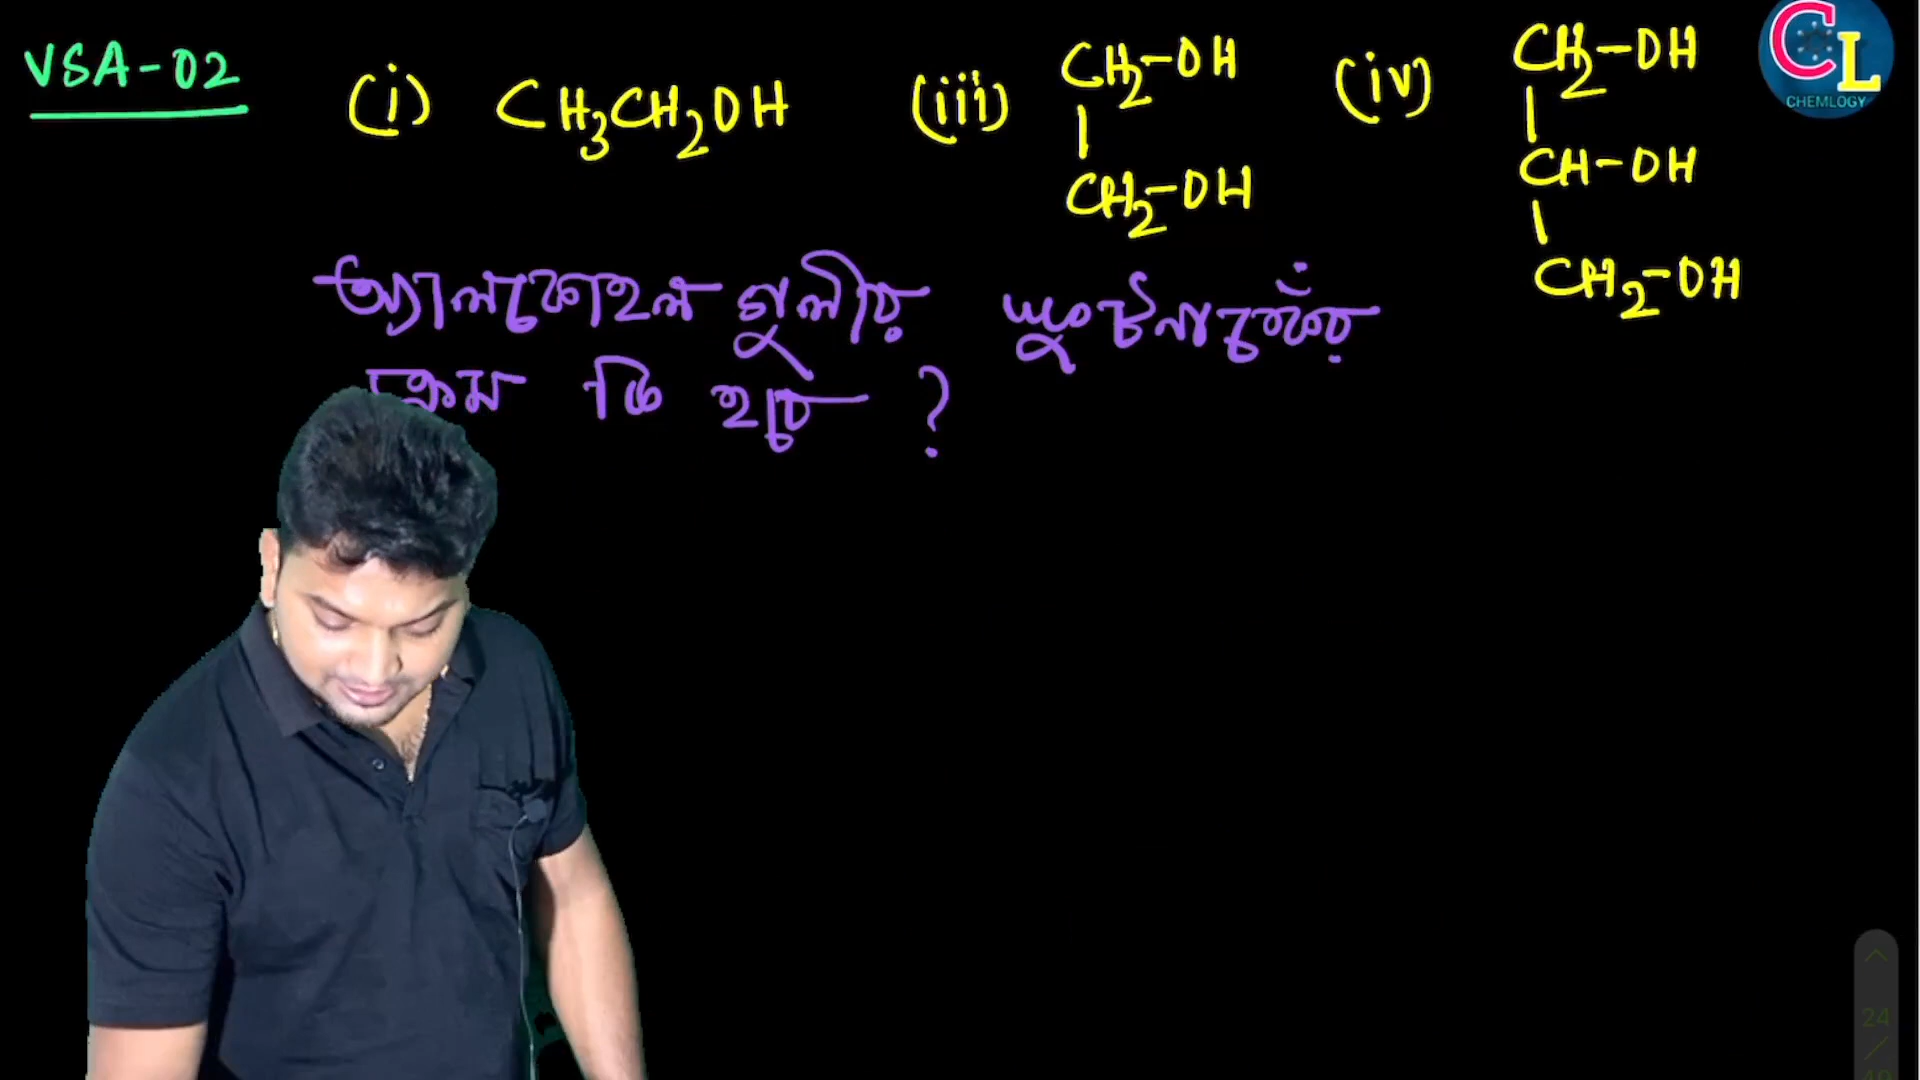 VSA-02
(i) CH3CH2OH
(iii) CH2-OH
|
CH2-OH
(iv) CH2-OH
|
CH-OH
|
CH2-OH
CL
CHEMLOGY
অ্যালকোহল গুলীর স্ফুটনাঙ্কের
ক্রম কি হবে ?
24